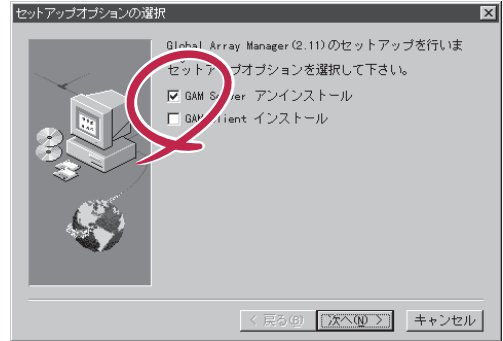 セットアップオプションの選択
Global Array Manager(2.11)のセットアップを行いま
セットアップオプションを選択して下さい。
GAM Server アンインストール
GAM Client インストール
< 戻る(B)
次へ(N) >
キャンセル